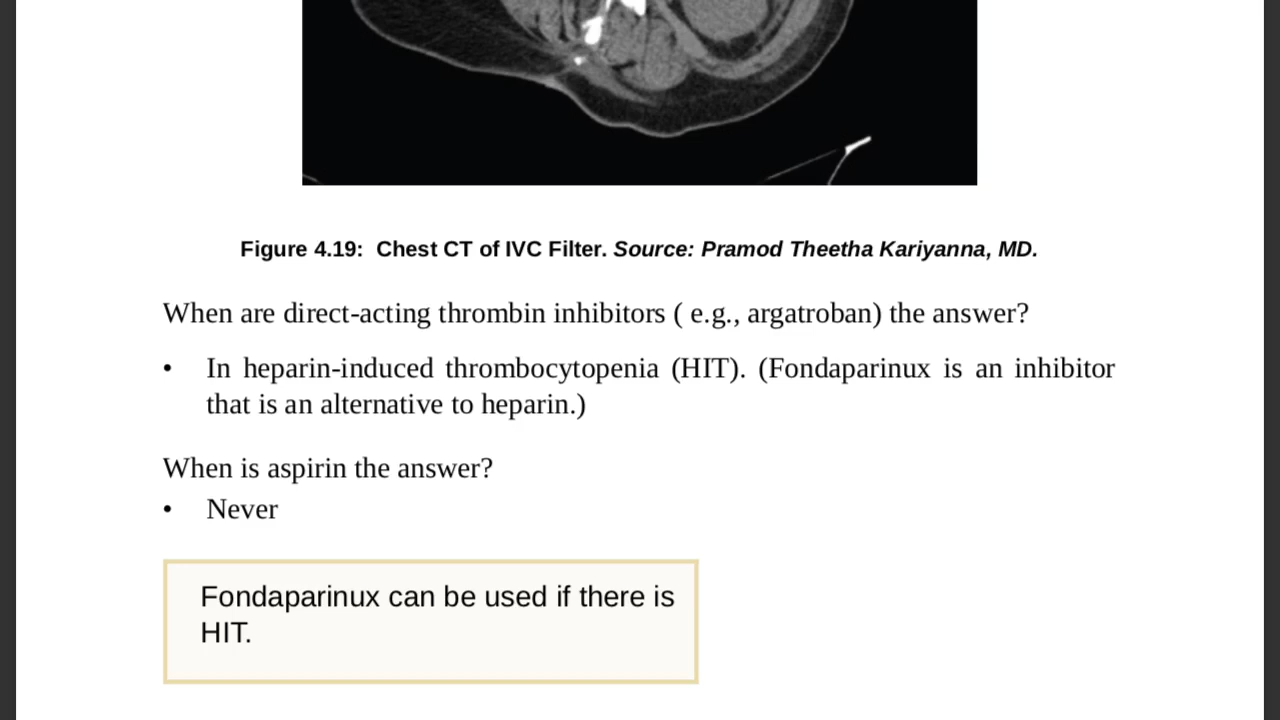 Figure 4.19:  Chest CT of IVC Filter. Source: Pramod Theetha Kariyanna, MD.
When are direct-acting thrombin inhibitors ( e.g., argatroban) the answer?
• In heparin-induced thrombocytopenia (HIT). (Fondaparinux is an inhibitor
that is an alternative to heparin.)
When is aspirin the answer?
• Never
Fondaparinux can be used if there is
HIT.